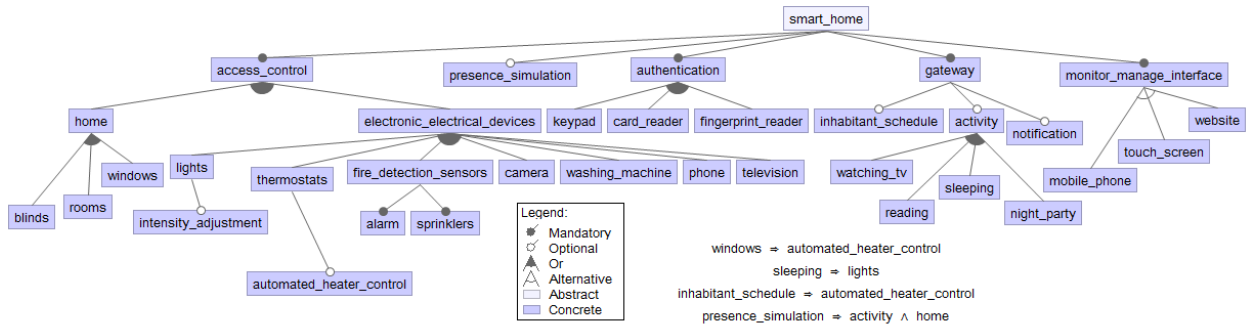 smart_home
access_control
presence_simulation
authentication
gateway
monitor_manage_interface
home
electronic_electrical_devices
keypad
card_reader
fingerprint_reader
inhabitant_schedule
activity
notification
website
touch_screen
mobile_phone
blinds
rooms
windows
lights
thermostats
fire_detection_sensors
camera
washing_machine
phone
television
watching_tv
reading
sleeping
night_party
intensity_adjustment
alarm
sprinklers
automated_heater_control
Legend:
Mandatory
Optional
Or
Alternative
Abstract
Concrete
windows ⇒ automated_heater_control
sleeping ⇒ lights
inhabitant_schedule ⇒ automated_heater_control
presence_simulation ⇒ activity ∧ home